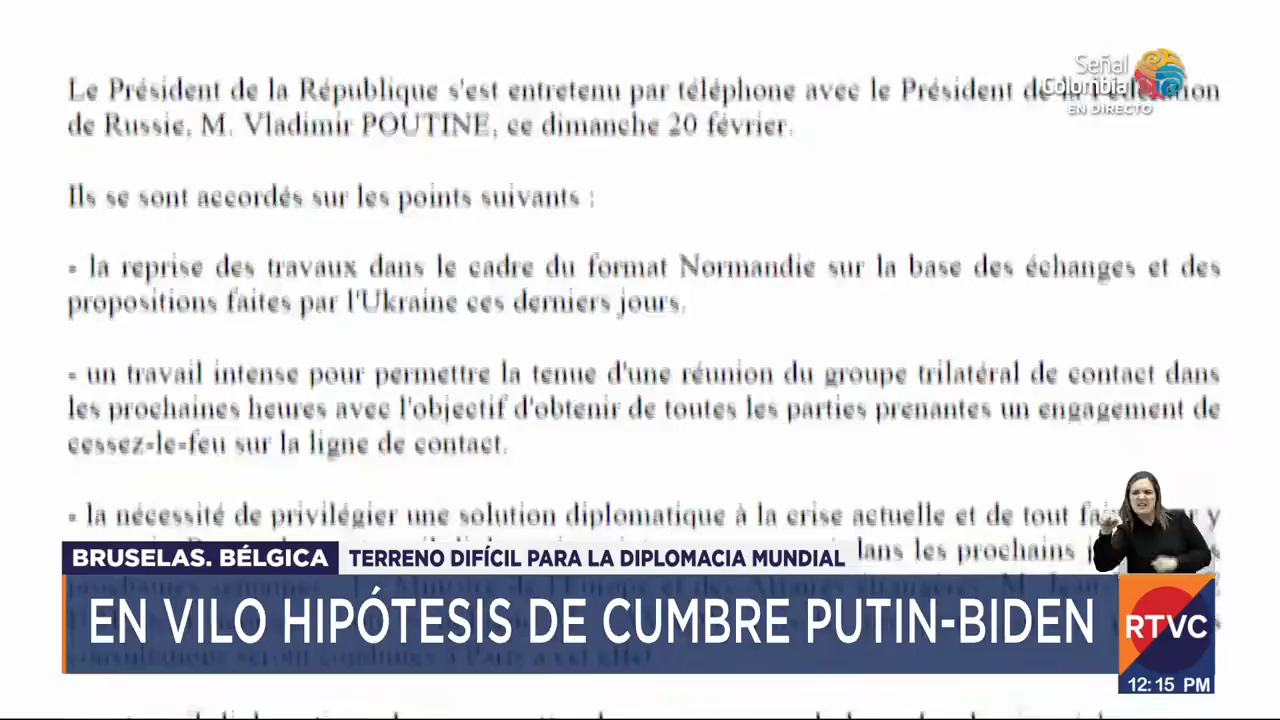 Señal
Colombia
EN DIRECTO
Le Président de la République s'est entretenu par téléphone avec le Président de la
de Russie, M. Vladimir POUTINE, ce dimanche 20 février.
Ils se sont accordés sur les points suivants :
- la reprise des travaux dans le cadre du format Normandie sur la base des échanges et des
propositions faites par l'Ukraine ces derniers jours.
- un travail intense pour permettre la tenue d'une réunion du groupe trilatéral de contact dans
les prochaines heures avec l'objectif d'obtenir de toutes les parties prenantes un engagement de
cessez-le-feu sur la ligne de contact.
- la nécessité de privilégier une solution diplomatique à la crise actuelle et de tout y
dans les prochains
BRUSELAS. BÉLGICA
TERRENO DIFÍCIL PARA LA DIPLOMACIA MUNDIAL
EN VILO HIPÓTESIS DE CUMBRE PUTIN-BIDEN
RTVC
12:15 PM